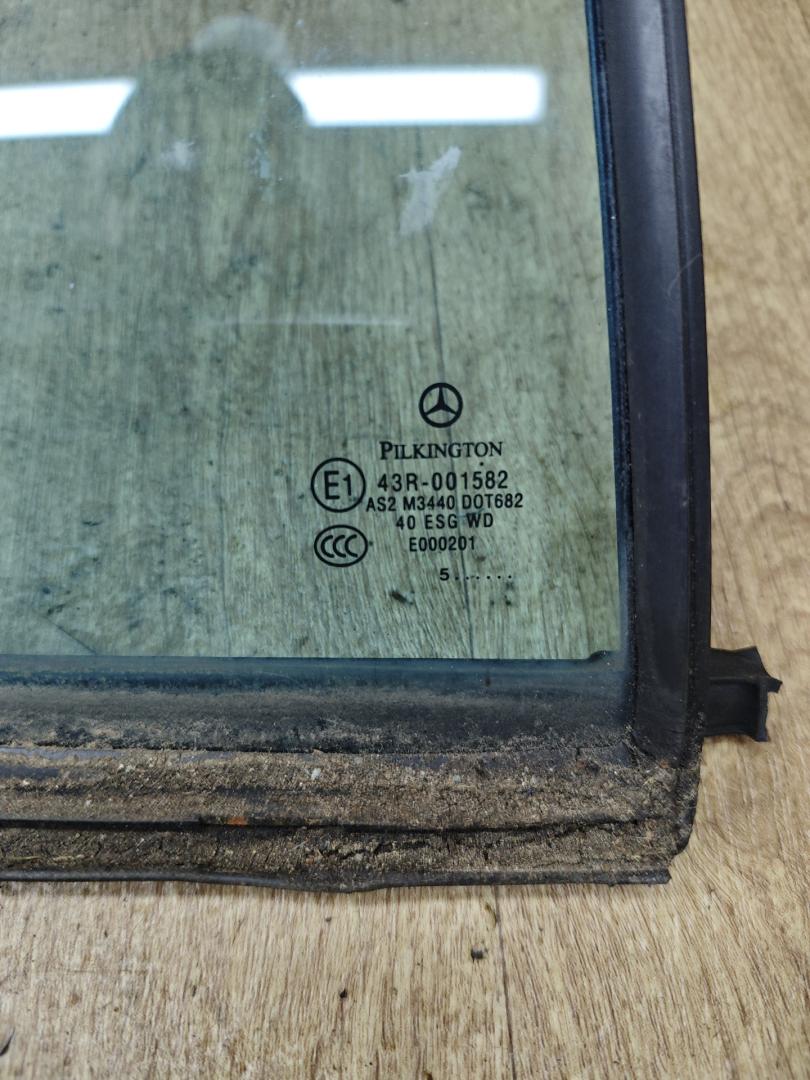 PILKINGTON
E1 43R-001582
AS2 M3440 DOT682
40 ESG WD
CCC E000201
5......